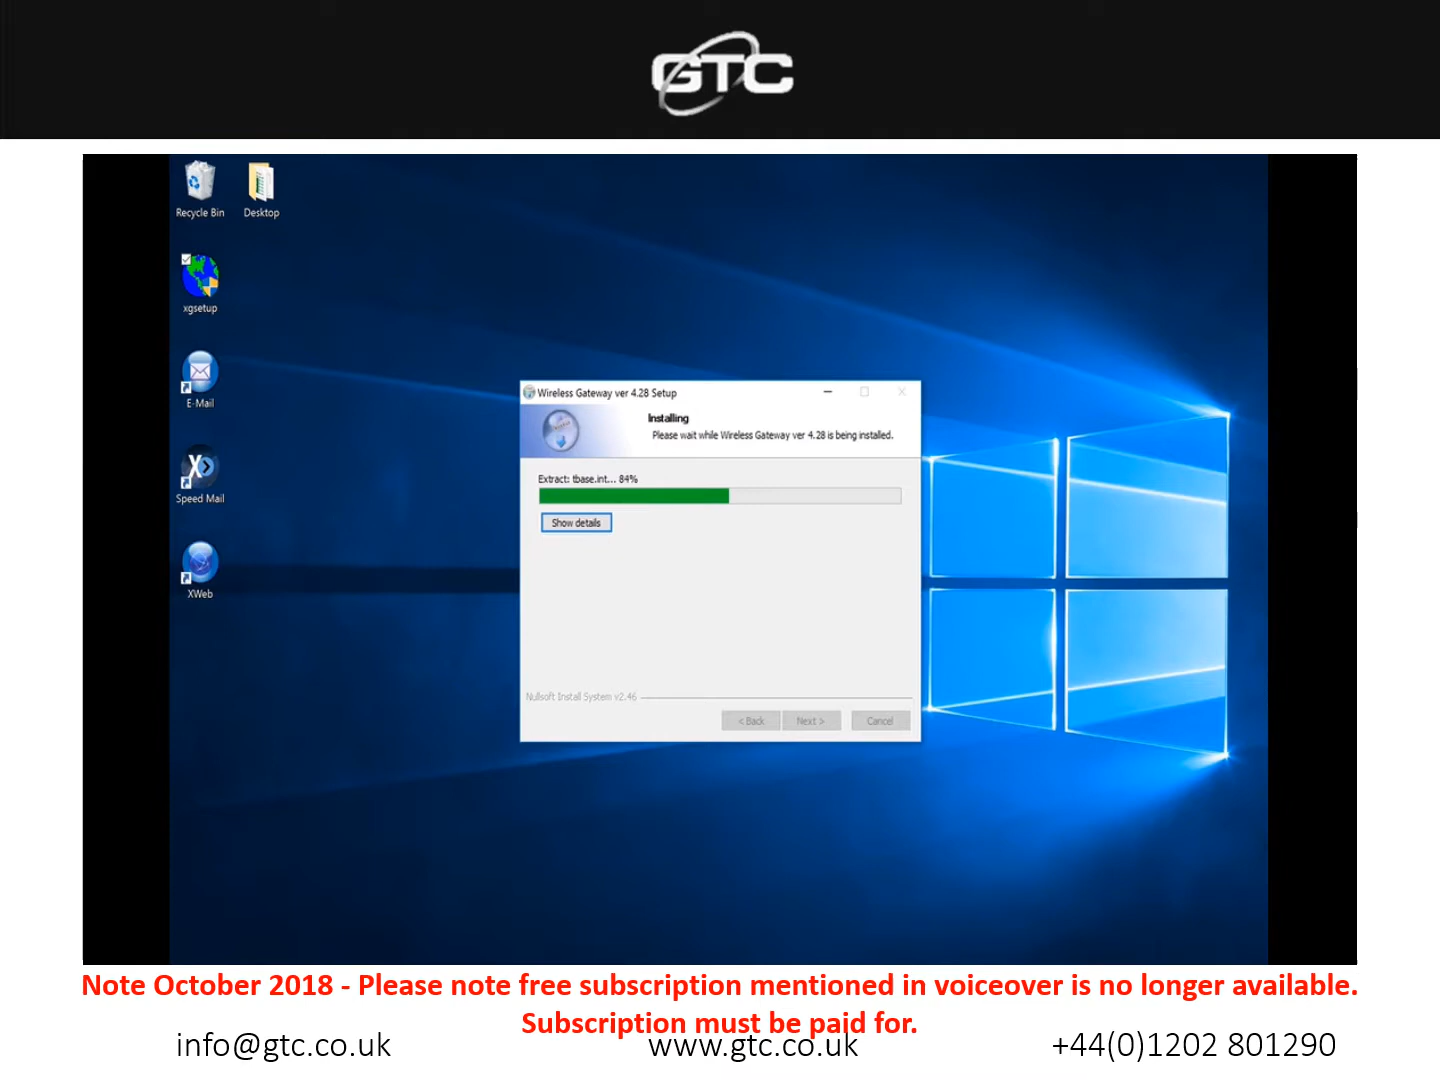 GTC
Recycle Bin
Desktop
xgsetup
E-Mail
Speed Mail
XWeb
Wireless Gateway ver 4.28 Setup
Installing
Please wait while Wireless Gateway ver 4.28 is being installed.
Extract: tbase.int... 84%
Show details
Nullsoft Install System v2.46
< Back
Next >
Cancel
Note October 2018 - Please note free subscription mentioned in voiceover is no longer available.
Subscription must be paid for.
info@gtc.co.uk
www.gtc.co.uk
+44(0)1202 801290